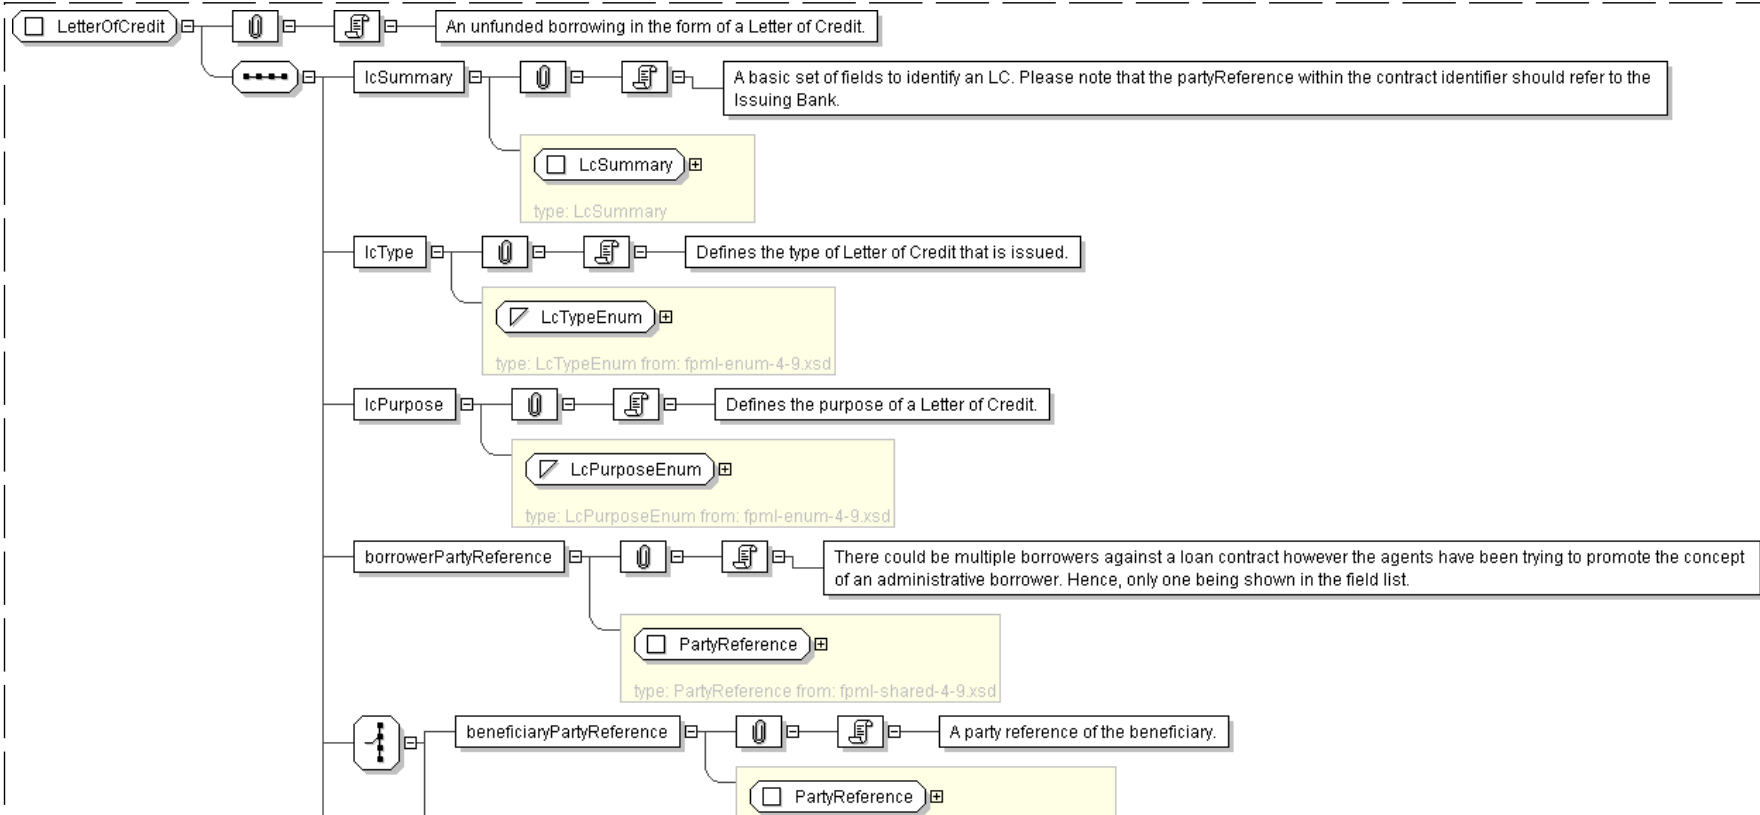 LetterOfCredit
An unfunded borrowing in the form of a Letter of Credit.
lcSummary
A basic set of fields to identify an LC. Please note that the partyReference within the contract identifier should refer to the
Issuing Bank.
LcSummary
type: LcSummary
lcType
Defines the type of Letter of Credit that is issued.
LcTypeEnum
type: LcTypeEnum from: fpml-enum-4-9.xsd
lcPurpose
Defines the purpose of a Letter of Credit.
LcPurposeEnum
type: LcPurposeEnum from: fpml-enum-4-9.xsd
borrowerPartyReference
There could be multiple borrowers against a loan contract however the agents have been trying to promote the concept
of an administrative borrower. Hence, only one being shown in the field list.
PartyReference
type: PartyReference from: fpml-shared-4-9.xsd
beneficiaryPartyReference
A party reference of the beneficiary.
PartyReference